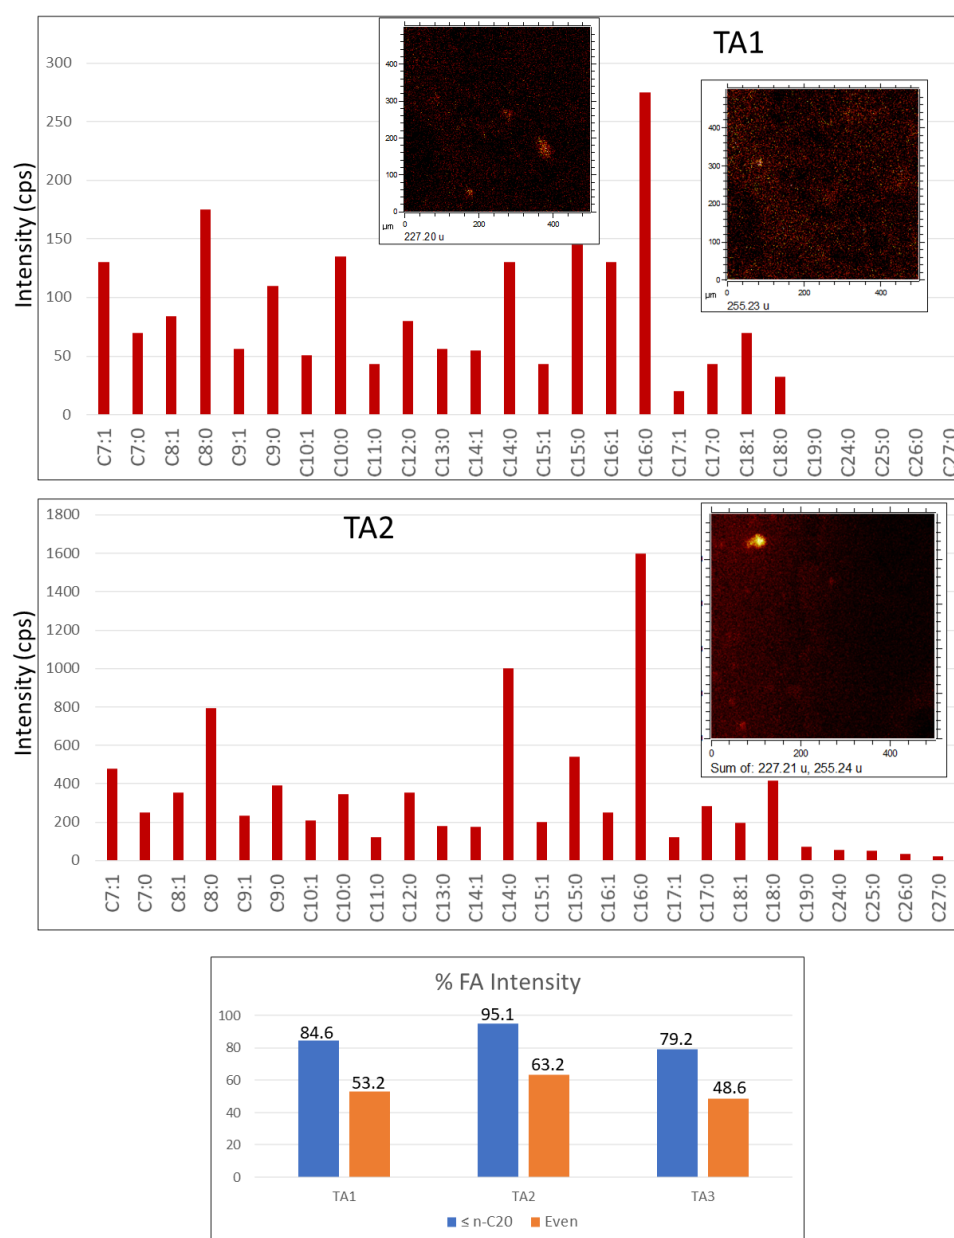 TA1
Intensity (cps)
300
250
200
150
100
50
0
400
300
200
100
0
0
200
400
µm
227.20 u
400
300
200
100
0
0
200
400
µm
255.23 u
C7:1
C7:0
C8:1
C8:0
C9:1
C9:0
C10:1
C10:0
C11:0
C12:0
C13:0
C14:1
C14:0
C15:1
C15:0
C16:1
C16:0
C17:1
C17:0
C18:1
C18:0
C19:0
C24:0
C25:0
C26:0
C27:0
TA2
Intensity (cps)
1800
1600
1400
1200
1000
800
600
400
200
0
0
200
400
Sum of: 227.21 u, 255.24 u
C7:1
C7:0
C8:1
C8:0
C9:1
C9:0
C10:1
C10:0
C11:0
C12:0
C13:0
C14:1
C14:0
C15:1
C15:0
C16:1
C16:0
C17:1
C17:0
C18:1
C18:0
C19:0
C24:0
C25:0
C26:0
C27:0
% FA Intensity
100
80
60
40
20
0
84.6
53.2
95.1
63.2
79.2
48.6
TA1
TA2
TA3
≤ n-C20
Even